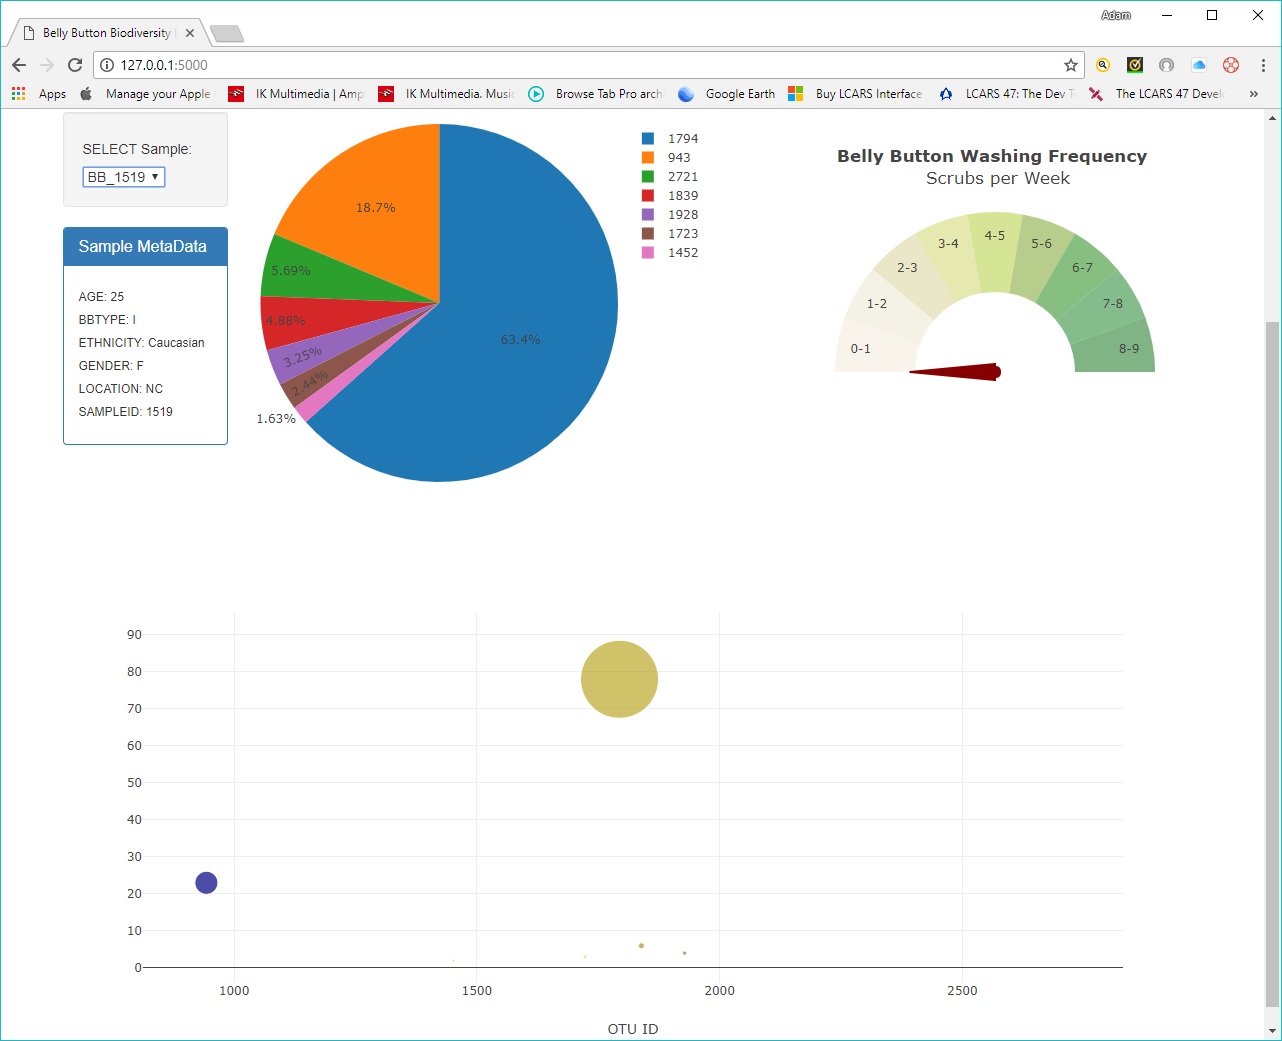 Adam
Belly Button Biodiversity
127.0.0.1:5000
Apps
Manage your Apple
IK Multimedia | Amp
IK Multimedia. Music
Browse Tab Pro arch
Google Earth
Buy LCARS Interface
LCARS 47: The Dev T
The LCARS 47 Devel
»
SELECT Sample:
BB_1519
Sample MetaData
AGE: 25
BBTYPE: I
ETHNICITY: Caucasian
GENDER: F
LOCATION: NC
SAMPLEID: 1519
18.7%
5.69%
4.88%
3.25%
2.44%
1.63%
63.4%
1794
943
2721
1839
1928
1723
1452
Belly Button Washing Frequency
Scrubs per Week
0-1
1-2
2-3
3-4
4-5
5-6
6-7
7-8
8-9
90
80
70
60
50
40
30
20
10
0
1000
1500
2000
2500
OTU ID